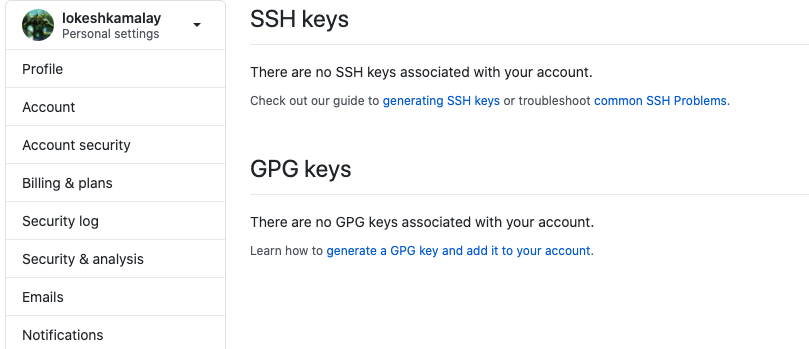 lokeshkamalay
Personal settings
Profile
Account
Account security
Billing & plans
Security log
Security & analysis
Emails
Notifications
SSH keys
There are no SSH keys associated with your account.
Check out our guide to generating SSH keys or troubleshoot common SSH Problems.
GPG keys
There are no GPG keys associated with your account.
Learn how to generate a GPG key and add it to your account.